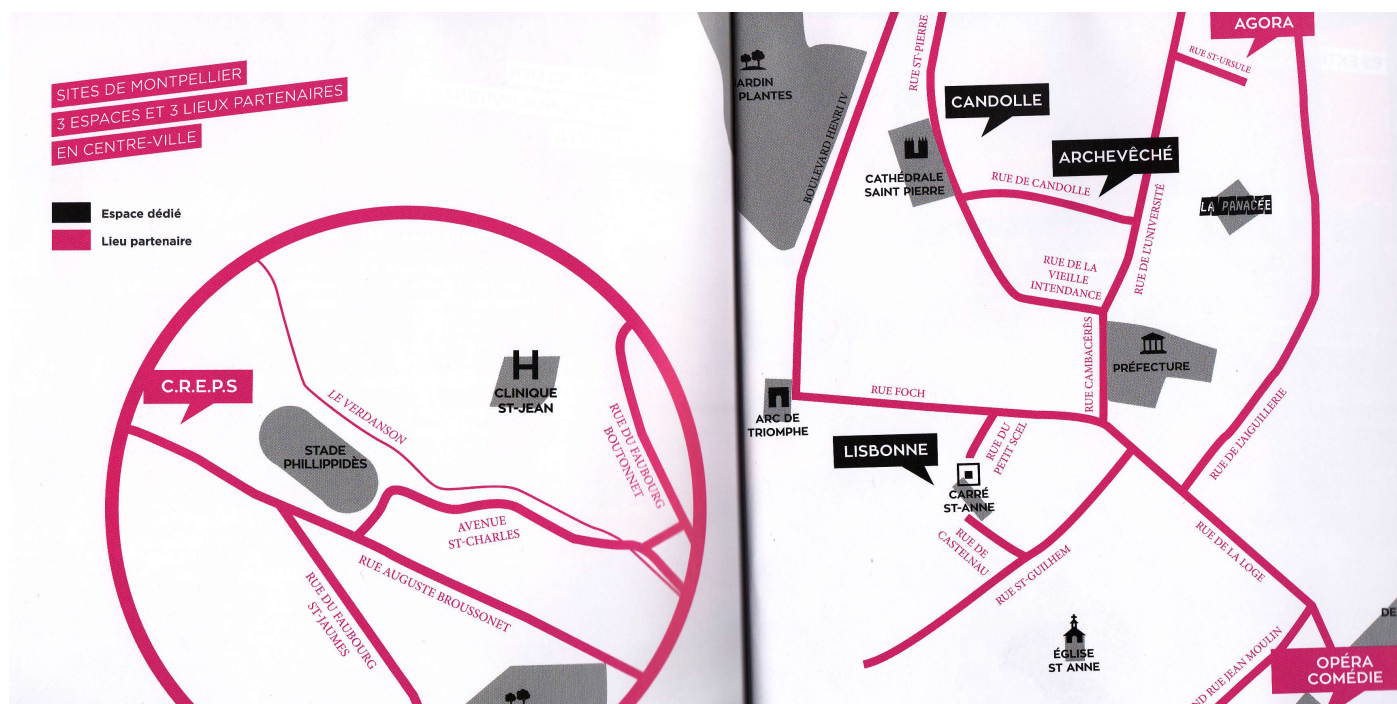 SITES DE MONTPELLIER
3 ESPACES ET 3 LIEUX PARTENAIRES
EN CENTRE-VILLE
Espace dédié
Lieu partenaire
C.R.E.P.S
LE VERDANSON
STADE
PHILLIPPIDÈS
H
CLINIQUE
ST-JEAN
RUE DU FAUBOURG
BOUTONNET
AVENUE
ST-CHARLES
RUE AUGUSTE BROUSSONET
RUE DU FAUBOURG
ST-JAUMES
ARDIN
PLANTES
BOULEVARD HENRI IV
RUE ST-PIERRE
AGORA
RUE ST-URSULE
CANDOLLE
ARCHEVÊCHÉ
CATHÉDRALE
SAINT PIERRE
RUE DE CANDOLLE
LA PANACÉE
RUE DE L'UNIVERSITÉ
RUE DE LA
VIEILLE
INTENDANCE
RUE CAMBACÉRÈS
PRÉFECTURE
ARC DE
TRIOMPHE
RUE FOCH
RUE DU
PETIT SCEL
RUE DE L'AIGUILLERIE
LISBONNE
CARRÉ
ST-ANNE
RUE DE
CASTELNAU
RUE ST-GUILHEM
RUE DE LA LOGE
ÉGLISE
ST ANNE
DE
ND RUE JEAN MOULIN
OPÉRA
COMÉDIE